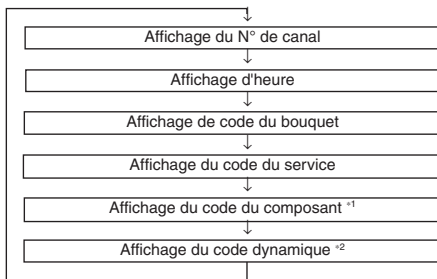 Affichage du N° de canal
Affichage d'heure
Affichage de code du bouquet
Affichage du code du service
Affichage du code du composant *1
Affichage du code dynamique *2